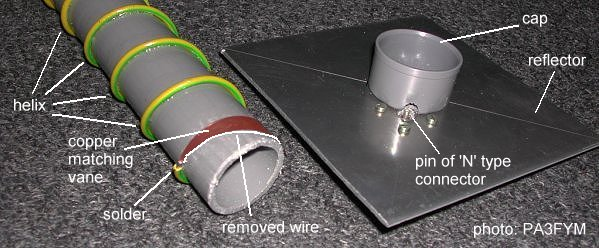 cap
reflector
helix
copper
matching
vane
pin of 'N' type
connector
solder
removed wire
photo: PA3FYM